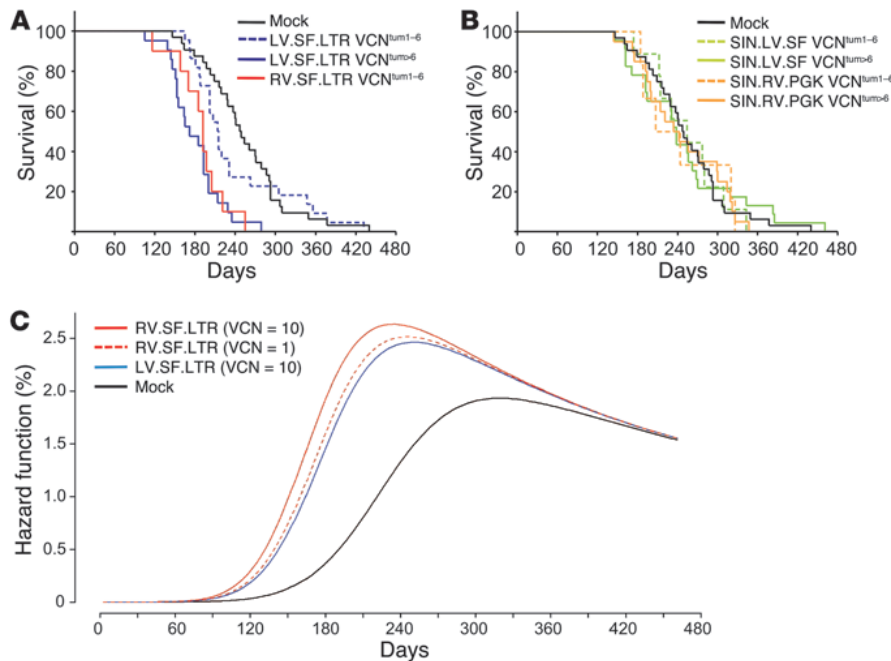 A
Survival (%)
100
80
60
40
20
0 60 120 180 240 300 360 420 480
Days
Mock
LV.SF.LTR VCNtum1–6
LV.SF.LTR VCNtum>6
RV.SF.LTR VCNtum1–6
B
Survival (%)
100
80
60
40
20
0 60 120 180 240 300 360 420 480
Days
Mock
SIN.LV.SF VCNtum1–6
SIN.LV.SF VCNtum>6
SIN.RV.PGK VCNtum1–6
SIN.RV.PGK VCNtum>6
C
Hazard function (%)
2.5
2.0
1.5
1.0
0.5
0
0 60 120 180 240 300 360 420 480
Days
RV.SF.LTR (VCN = 10)
RV.SF.LTR (VCN = 1)
LV.SF.LTR (VCN = 10)
Mock